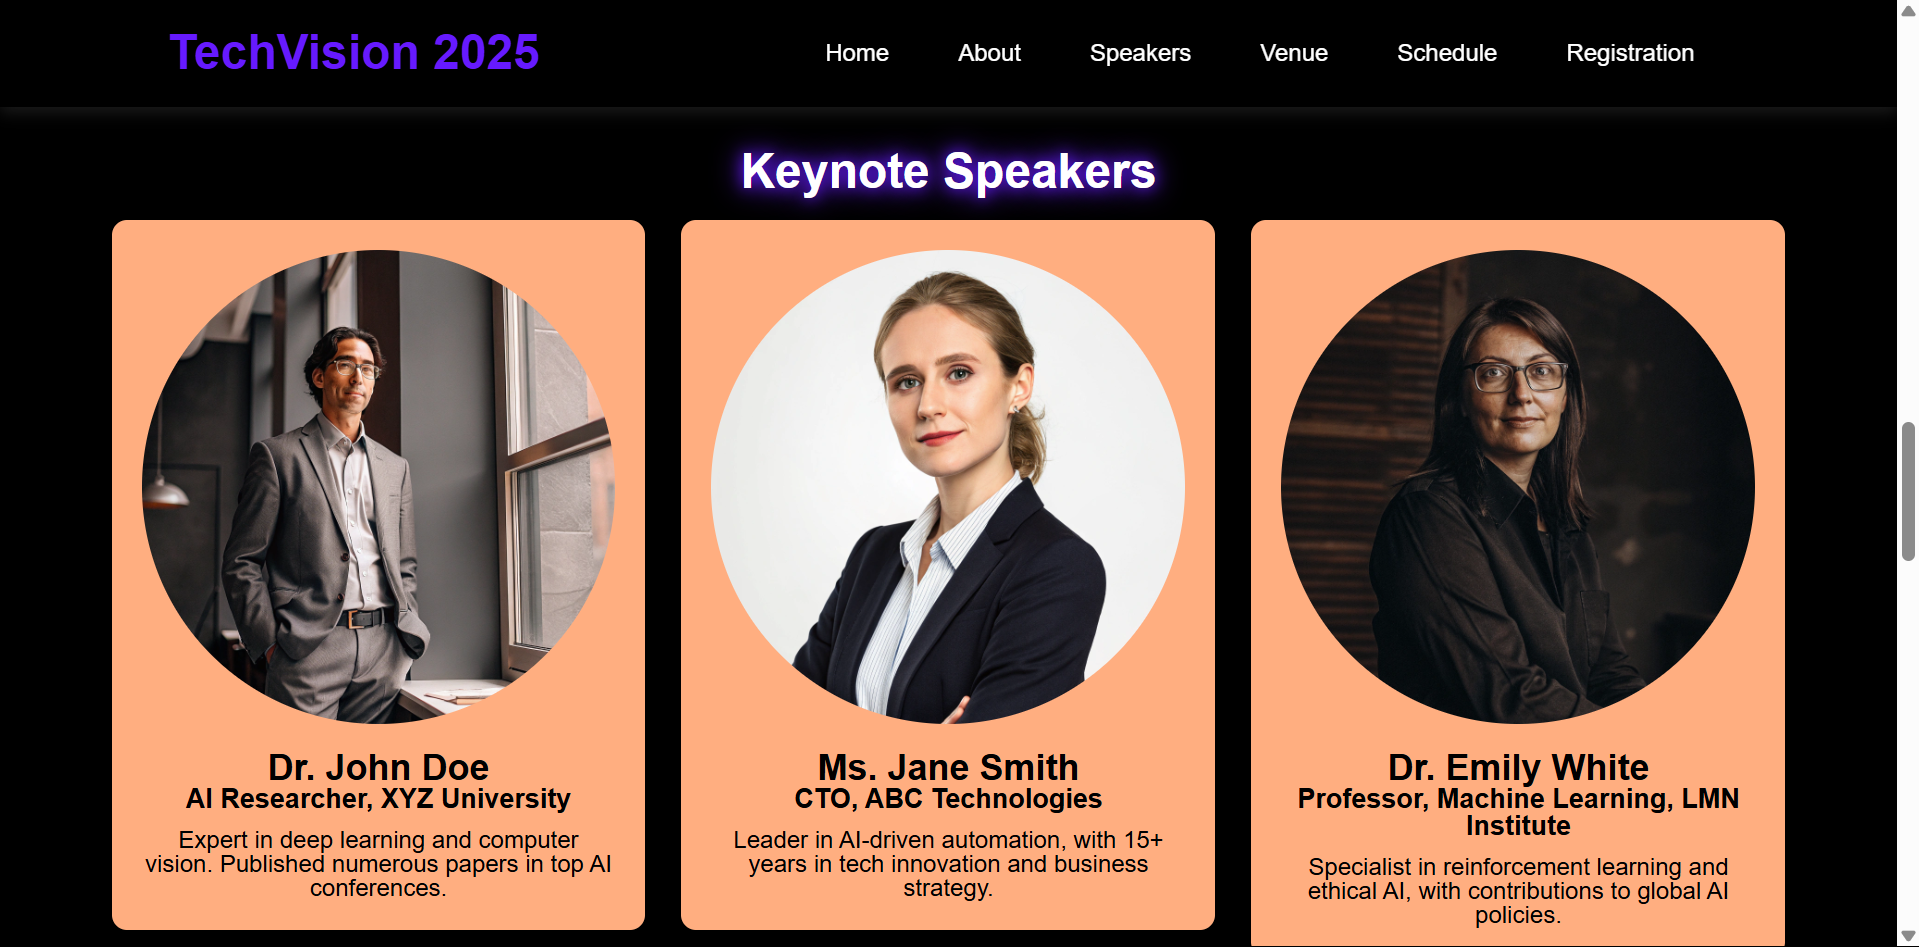 TechVision 2025
Home
About
Speakers
Venue
Schedule
Registration
Keynote Speakers
Dr. John Doe
AI Researcher, XYZ University
Expert in deep learning and computer
vision. Published numerous papers in top AI
conferences.
Ms. Jane Smith
CTO, ABC Technologies
Leader in AI-driven automation, with 15+
years in tech innovation and business
strategy.
Dr. Emily White
Professor, Machine Learning, LMN
Institute
Specialist in reinforcement learning and
ethical AI, with contributions to global AI
policies.